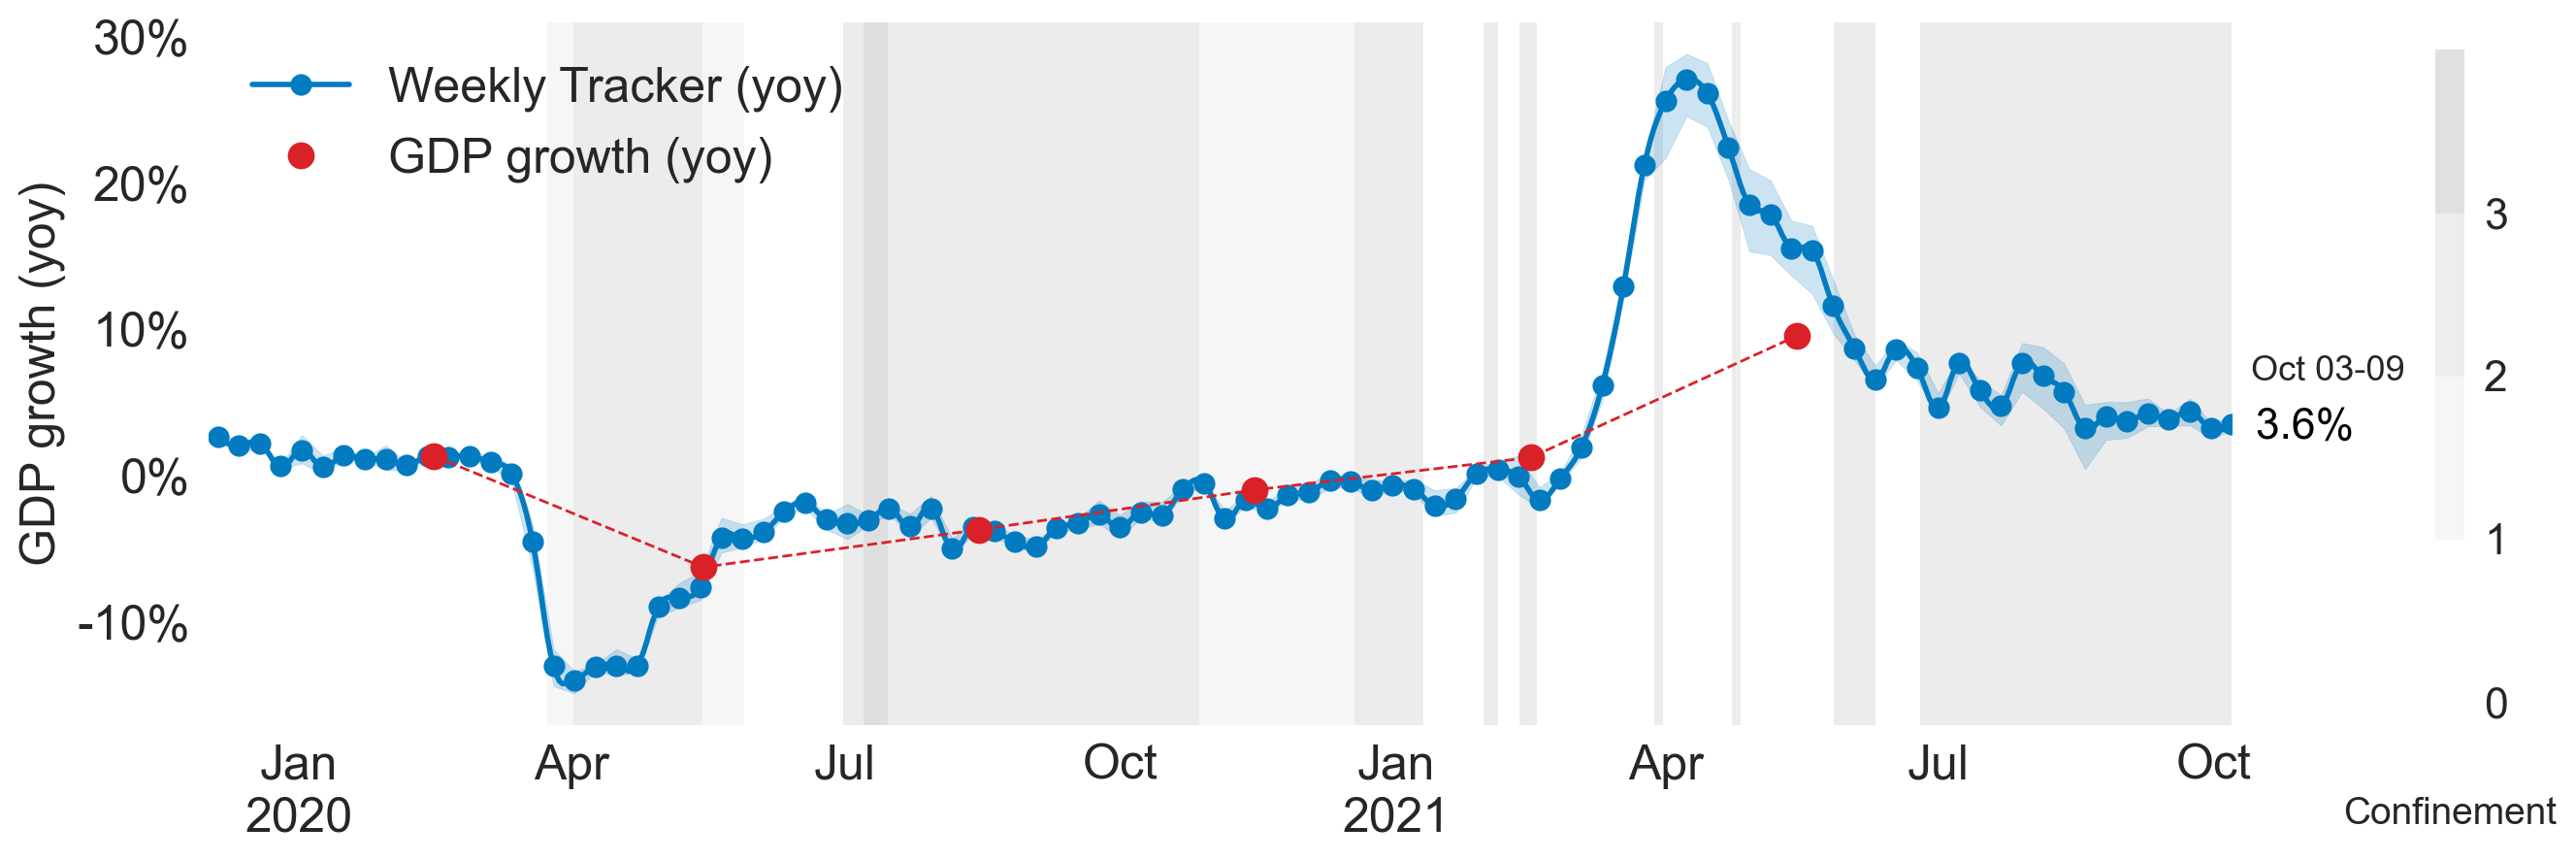 30%
20%
10%
0%
-10%
GDP growth (yoy)
Weekly Tracker (yoy)
GDP growth (yoy)
Oct 03-09
3.6%
3
2
1
0
Confinement
Jan Apr Jul Oct Jan Apr Jul Oct
2020 2021